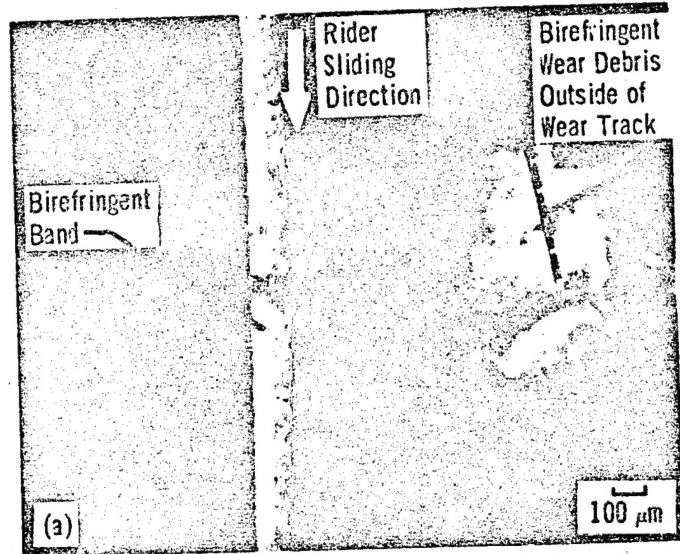 Rider
Sliding
Direction
Birefringent
Wear Debris
Outside of
Wear Track
Birefringent
Band
(a)
100 μm